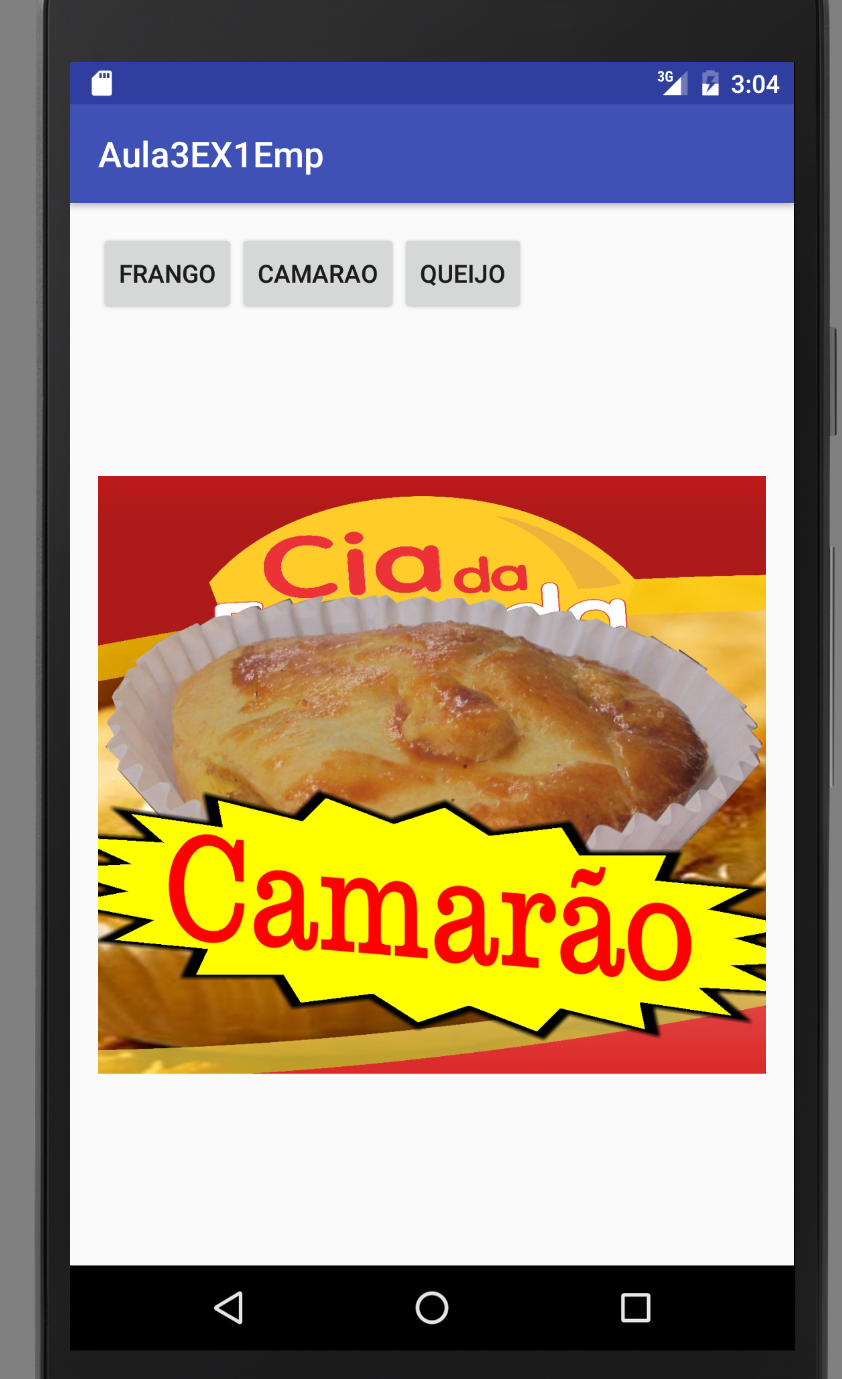 3G 3:04
Aula3EX1Emp
FRANGO CAMARAO QUEIJO
Cia da
Camarão